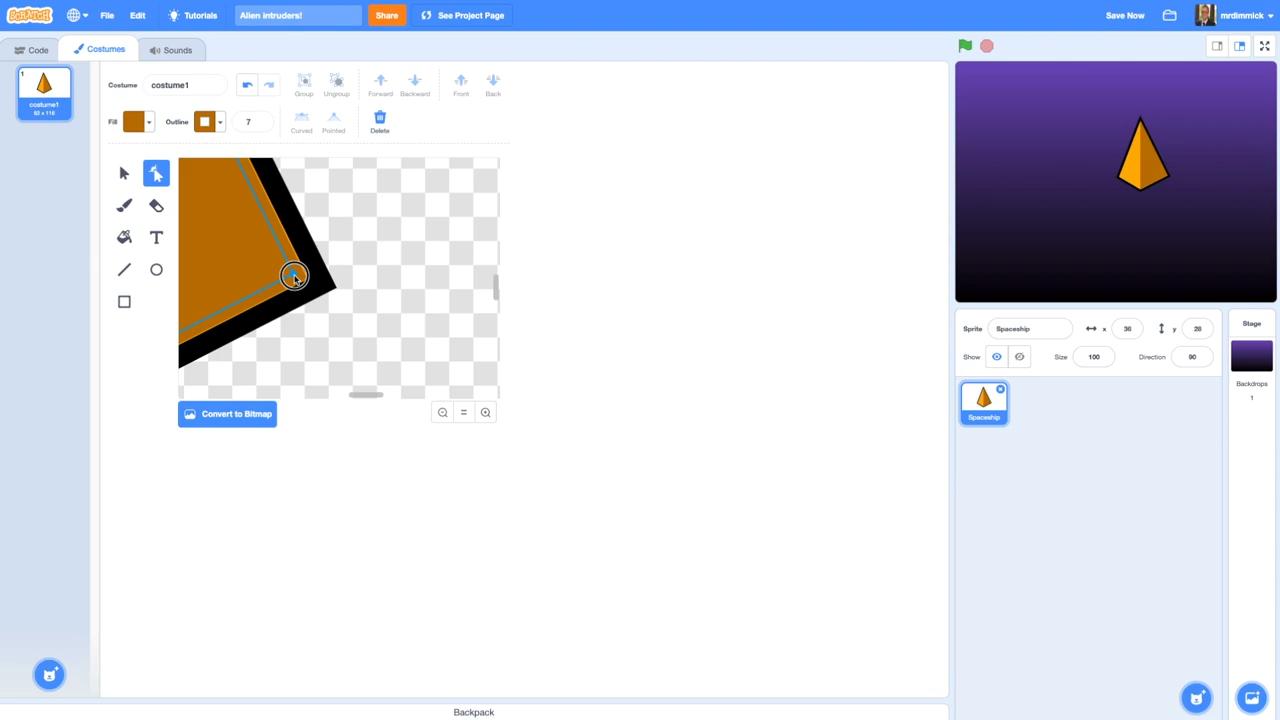 SCRATCH File Edit Tutorials Alien Intruders! Share See Project Page Save Now mrdimmick
Code Costumes Sounds
1
costume1
Costume costume1 Group Ungroup Forward Backward Front Back
Fill Outline 7 Curved Pointed Delete
Convert to Bitmap
Sprite Spaceship x 36 y 28
Show Size 100 Direction 90
Spaceship
Stage
Backdrops
1
Backpack